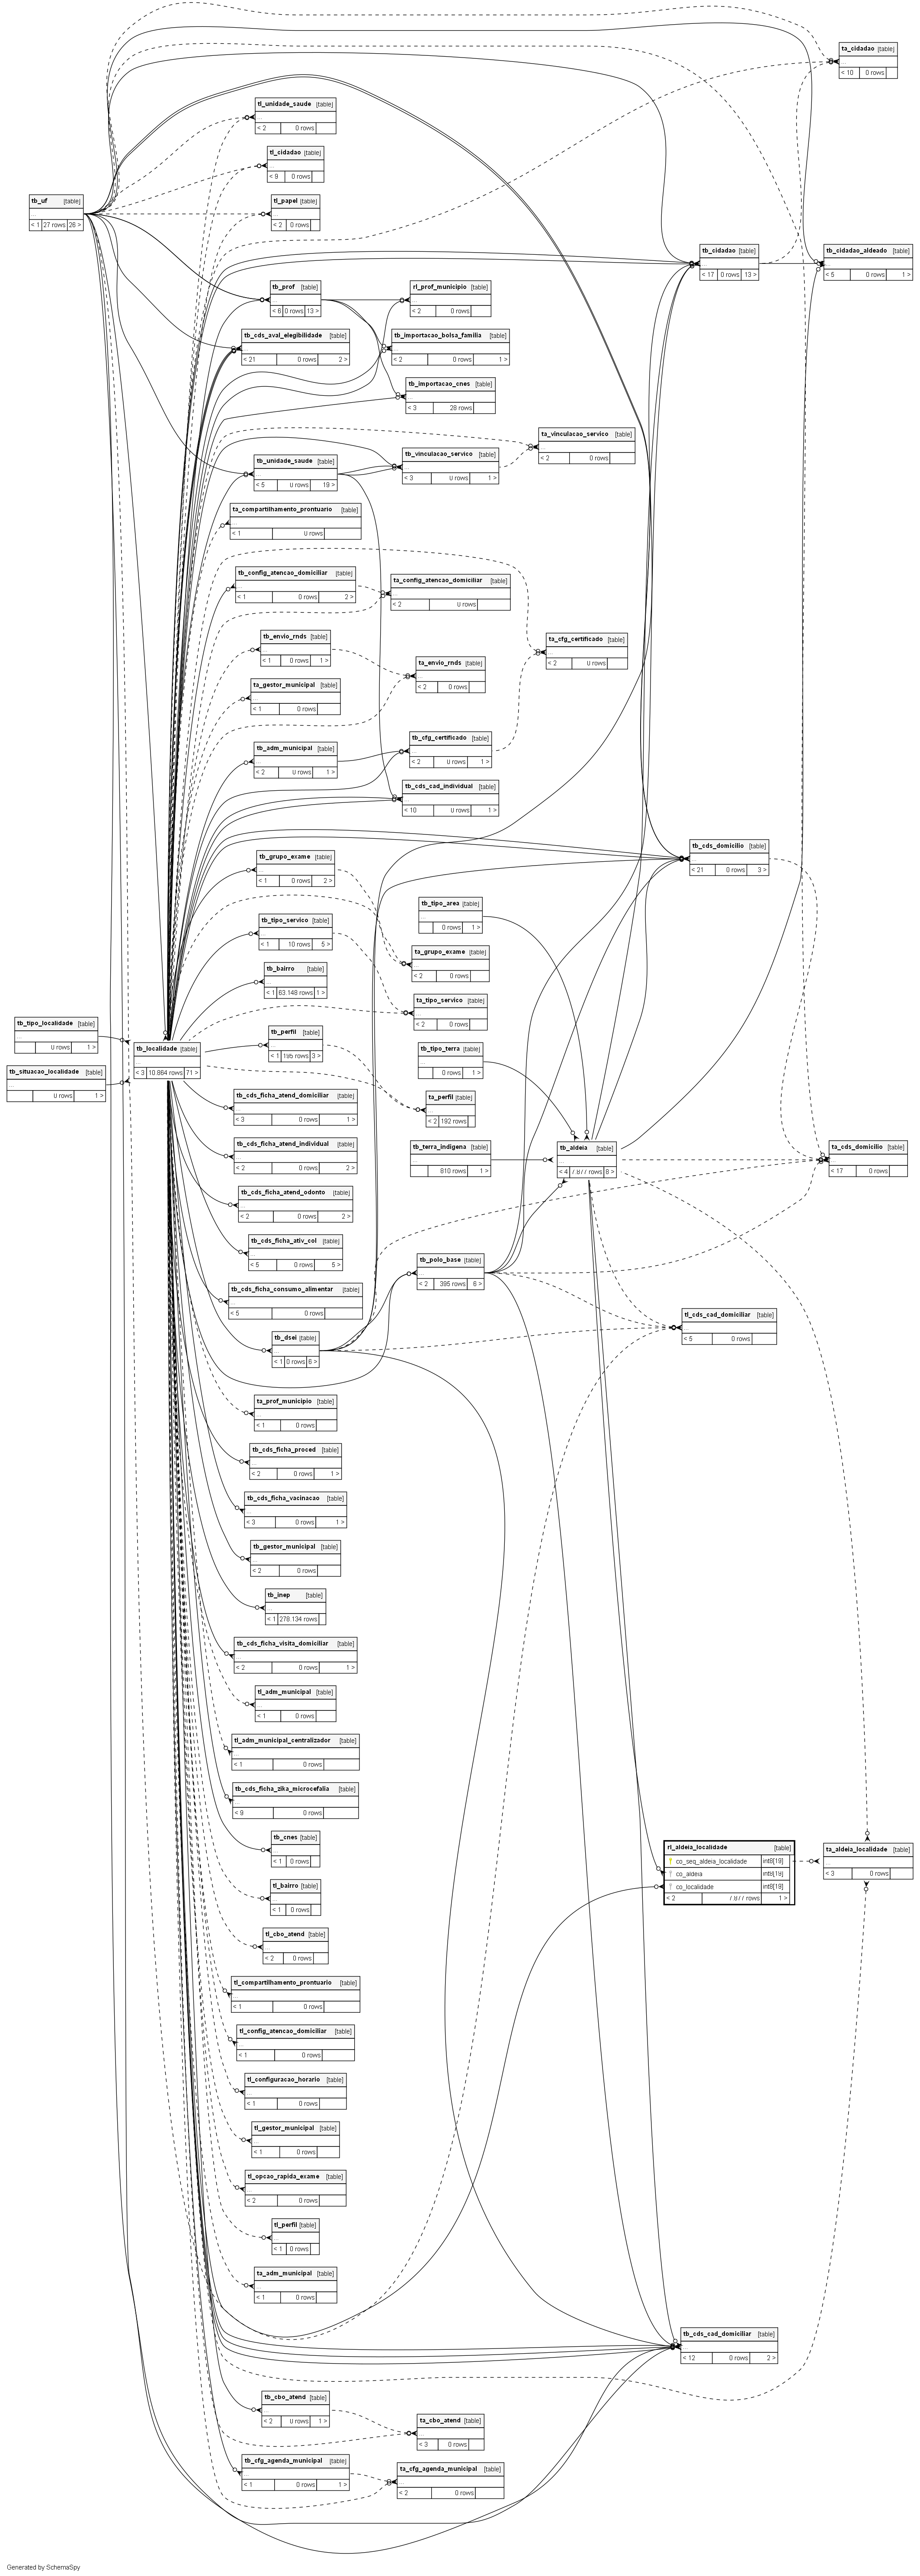 ta_cidadao [table]
...
< 10 0 rows
tl_unidade_saude [table]
...
< 2 0 rows
tl_cidadao [table]
...
< 9 0 rows
tb_uf [table]
...
< 1 27 rows 26 >
tl_papel [table]
...
< 2 0 rows
tb_cidadao [table]
...
< 17 0 rows 13 >
tb_cidadao_aldeado [table]
...
< 5 0 rows 1 >
tb_prof [table]
...
< 6 0 rows 13 >
rl_prof_municipio [table]
...
< 2 0 rows
tb_cds_aval_elegibilidade [table]
...
< 21 0 rows 2 >
tb_importacao_bolsa_familia [table]
...
< 2 0 rows 1 >
tb_importacao_cnes [table]
...
< 3 28 rows
ta_vinculacao_servico [table]
...
< 2 0 rows
tb_unidade_saude [table]
...
< 5 0 rows 19 >
tb_vinculacao_servico [table]
...
< 3 0 rows 1 >
ta_compartilhamento_prontuario [table]
...
< 1 0 rows
tb_config_atencao_domiciliar [table]
...
< 1 0 rows 2 >
ta_config_atencao_domiciliar [table]
...
< 2 0 rows
tb_envio_rnds [table]
...
< 1 0 rows 1 >
ta_cfg_certificado [table]
...
< 2 0 rows
ta_envio_rnds [table]
...
< 2 0 rows
ta_gestor_municipal [table]
...
< 1 0 rows
tb_adm_municipal [table]
...
< 2 0 rows 1 >
tb_cfg_certificado [table]
...
< 2 0 rows 1 >
tb_cds_cad_individual [table]
...
< 10 0 rows 1 >
tb_cds_domicilio [table]
...
< 21 0 rows 3 >
tb_grupo_exame [table]
...
< 1 0 rows 2 >
tb_tipo_area [table]
...
0 rows 1 >
tb_tipo_servico [table]
...
< 1 10 rows 5 >
ta_grupo_exame [table]
...
< 2 0 rows
tb_bairro [table]
...
< 1 63.148 rows 1 >
ta_tipo_servico [table]
...
< 2 0 rows
tb_tipo_localidade [table]
...
0 rows 1 >
tb_perfil [table]
...
< 1 195 rows 3 >
tb_localidade [table]
...
< 3 10.864 rows 71 >
tb_tipo_terra [table]
...
0 rows 1 >
tb_situacao_localidade [table]
...
0 rows 1 >
tb_cds_ficha_atend_domiciliar [table]
...
< 3 0 rows 1 >
ta_perfil [table]
...
< 2 192 rows
tb_cds_ficha_atend_individual [table]
...
< 2 0 rows 2 >
tb_terra_indigena [table]
...
610 rows 1 >
tb_aldeia [table]
...
< 4 7.877 rows 8 >
ta_cds_domicilio [table]
...
< 17 0 rows
tb_cds_ficha_atend_odonto [table]
...
< 2 0 rows 2 >
tb_cds_ficha_ativ_col [table]
...
< 5 0 rows 5 >
tb_polo_base [table]
...
< 2 395 rows 6 >
tb_cds_ficha_consumo_alimentar [table]
...
< 5 0 rows
tl_cds_cad_domiciliar [table]
...
< 5 0 rows
tb_dsei [table]
...
< 1 0 rows 6 >
ta_prof_municipio [table]
...
< 1 0 rows
tb_cds_ficha_proced [table]
...
< 2 0 rows 1 >
tb_cds_ficha_vacinacao [table]
...
< 3 0 rows 1 >
tb_gestor_municipal [table]
...
< 2 0 rows
tb_inep [table]
...
< 1 278.134 rows
tb_cds_ficha_visita_domiciliar [table]
...
< 2 0 rows 1 >
tl_adm_municipal [table]
...
< 1 0 rows
tl_adm_municipal_centralizador [table]
...
< 1 0 rows
tb_cds_ficha_zika_microcefalia [table]
...
< 9 0 rows
tb_cnes [table]
...
< 1 0 rows
rl_aldeia_localidade [table]
co_seq_aldeia_localidade int8[19]
co_aldeia int8[19]
co_localidade int8[19]
< 2 7.877 rows 1 >
ta_aldeia_localidade [table]
...
< 3 0 rows
tl_bairro [table]
...
< 1 0 rows
tl_cbo_atend [table]
...
< 2 0 rows
tl_compartilhamento_prontuario [table]
...
< 1 0 rows
tl_config_atencao_domiciliar [table]
...
< 1 0 rows
tl_configuracao_horario [table]
...
< 1 0 rows
tl_gestor_municipal [table]
...
< 1 0 rows
tl_opcao_rapida_exame [table]
...
< 2 0 rows
tl_perfil [table]
...
< 1 0 rows
ta_adm_municipal [table]
...
< 1 0 rows
tb_cds_cad_domiciliar [table]
...
< 12 0 rows 2 >
tb_cbo_atend [table]
...
< 2 0 rows 1 >
ta_cbo_atend [table]
...
< 3 0 rows
tb_cfg_agenda_municipal [table]
...
< 1 0 rows 1 >
ta_cfg_agenda_municipal [table]
...
< 2 0 rows
Generated by SchemaSpy